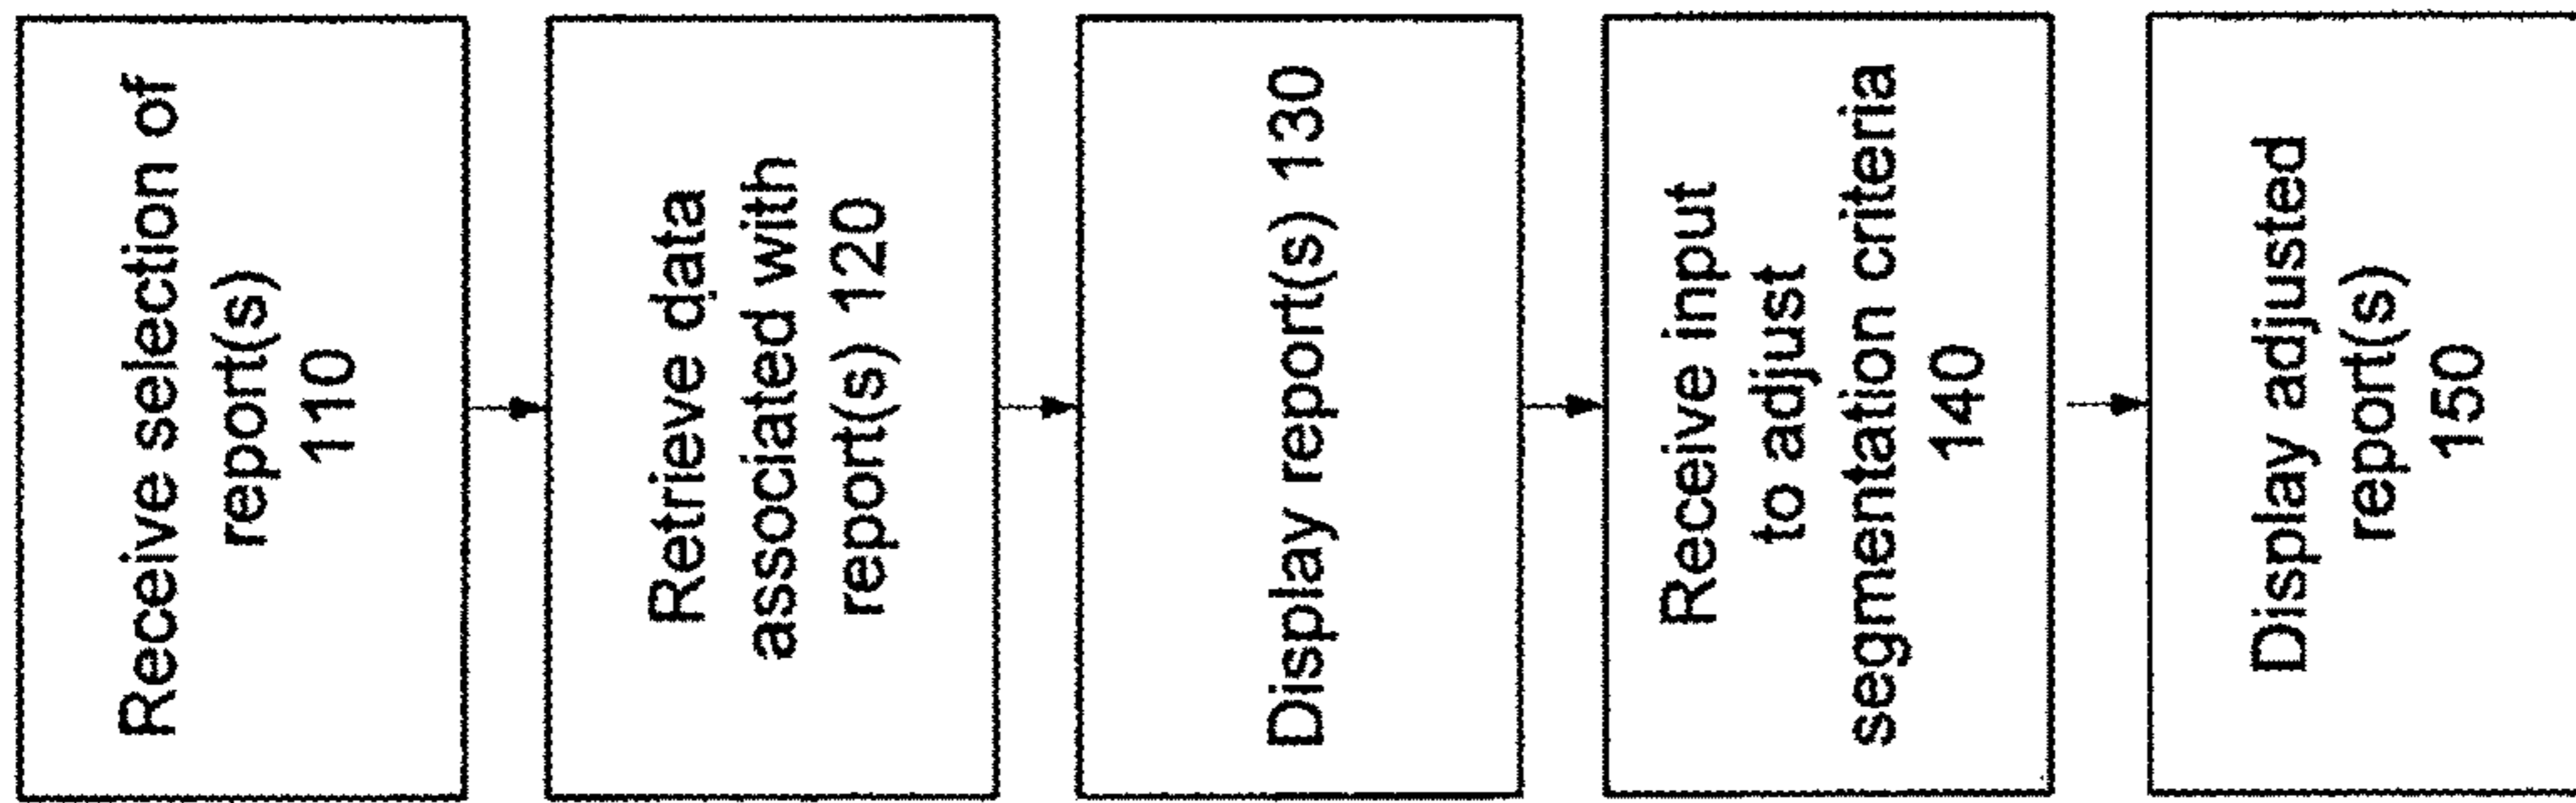 Receive selection of
report(s)
110
Retrieve data
associated with
report(s) 120
Display report(s) 130
Receive input
to adjust
segmentation criteria
140
Display adjusted
report(s)
150